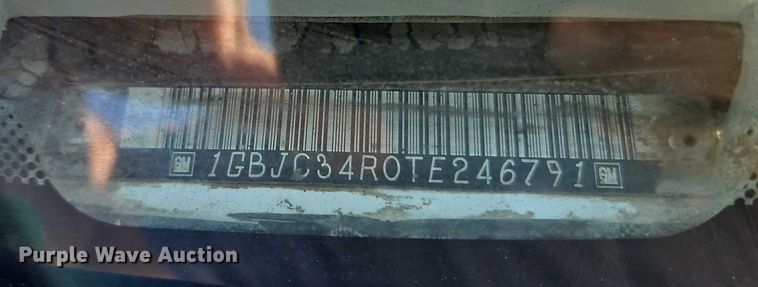 GM 1GBJC34R0TE246791 GM
Purple Wave Auction